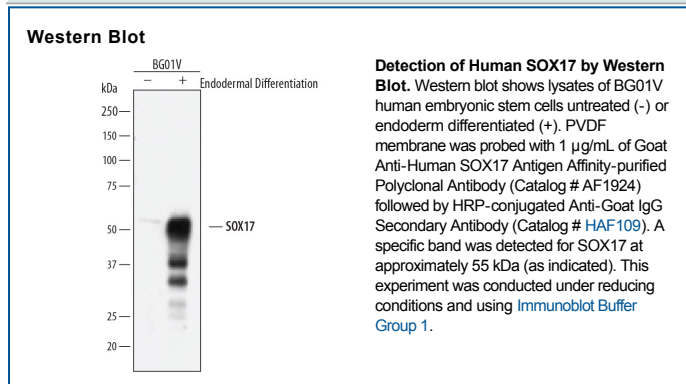 Western Blot
BG01V
kDa
− + Endodermal Differentiation
250
150
100
75
50
SOX17
37
25
20
Detection of Human SOX17 by Western
Blot. Western blot shows lysates of BG01V
human embryonic stem cells untreated (-) or
endoderm differentiated (+). PVDF
membrane was probed with 1 µg/mL of Goat
Anti-Human SOX17 Antigen Affinity-purified
Polyclonal Antibody (Catalog # AF1924)
followed by HRP-conjugated Anti-Goat IgG
Secondary Antibody (Catalog # HAF109). A
specific band was detected for SOX17 at
approximately 55 kDa (as indicated). This
experiment was conducted under reducing
conditions and using Immunoblot Buffer
Group 1.